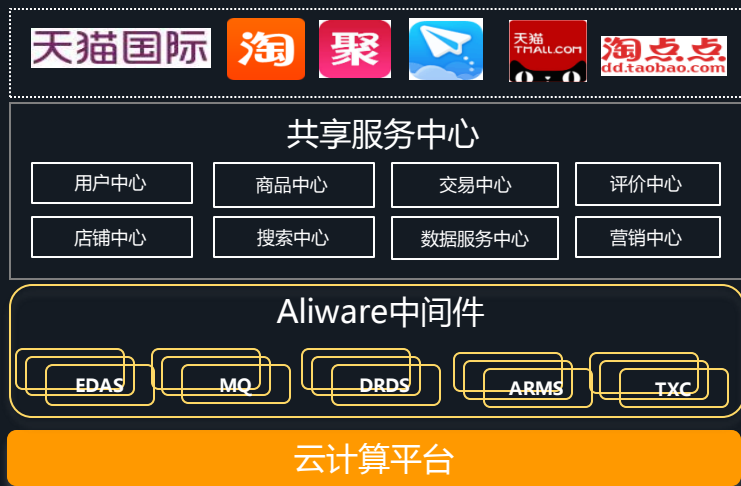 天猫国际
淘
聚
天猫
TMALL.COM
淘点点
dd.taobao.com
共享服务中心
用户中心
商品中心
交易中心
评价中心
店铺中心
搜索中心
数据服务中心
营销中心
Aliware中间件
EDAS
MQ
DRDS
ARMS
TXC
云计算平台